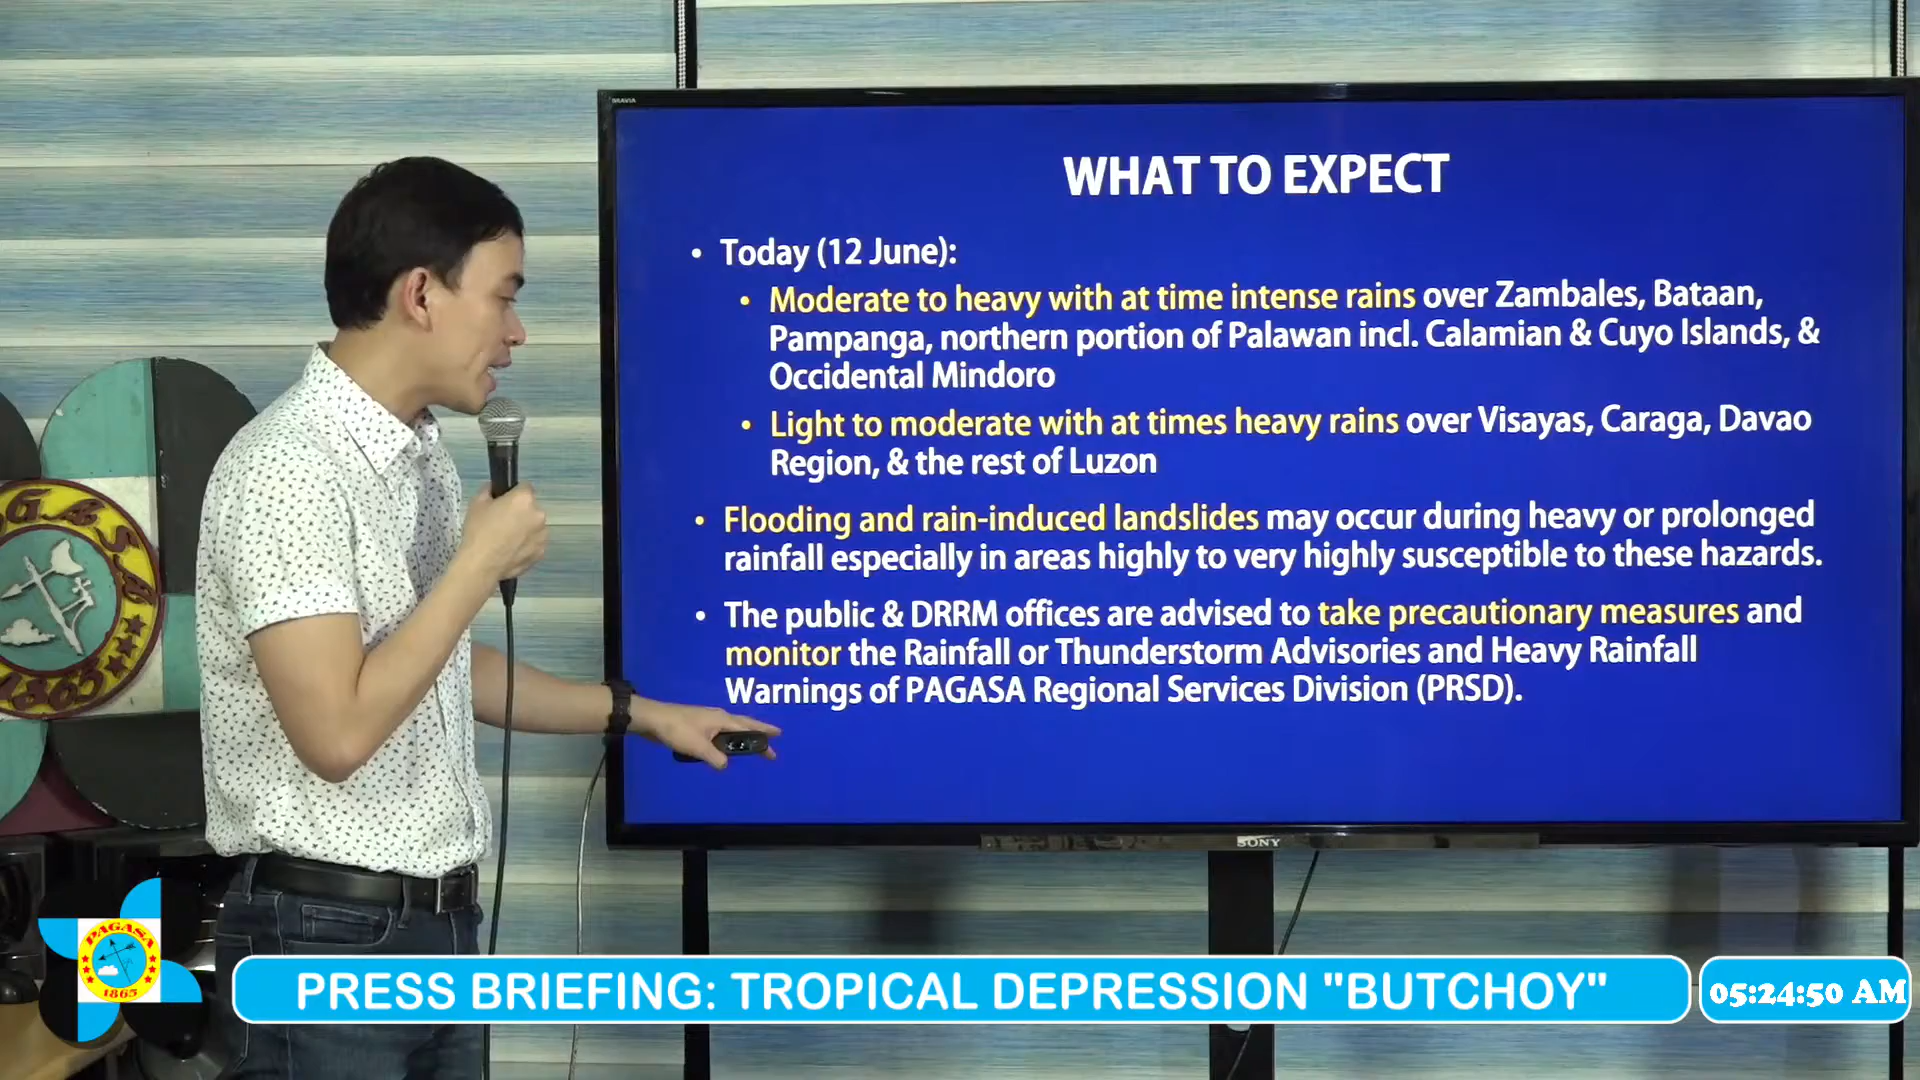 BRAVIA
WHAT TO EXPECT
• Today (12 June):
• Moderate to heavy with at time intense rains over Zambales, Bataan,
Pampanga, northern portion of Palawan incl. Calamian & Cuyo Islands, &
Occidental Mindoro
• Light to moderate with at times heavy rains over Visayas, Caraga, Davao
Region, & the rest of Luzon
• Flooding and rain-induced landslides may occur during heavy or prolonged
rainfall especially in areas highly to very highly susceptible to these hazards.
• The public & DRRM offices are advised to take precautionary measures and
monitor the Rainfall or Thunderstorm Advisories and Heavy Rainfall
Warnings of PAGASA Regional Services Division (PRSD).
SONY
1865
PAGASA
1865
PRESS BRIEFING: TROPICAL DEPRESSION "BUTCHOY"
05:24:50 AM